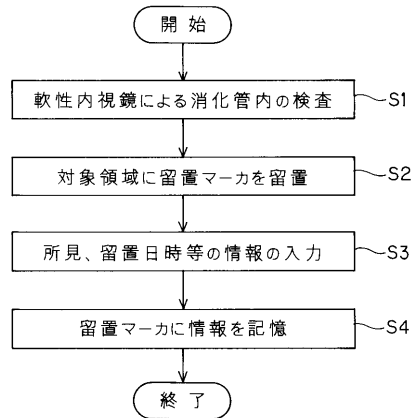 開始
軟性内視鏡による消化管内の検査 S1
対象領域に留置マーカを留置 S2
所見、留置日時等の情報の入力 S3
留置マーカに情報を記憶 S4
終了